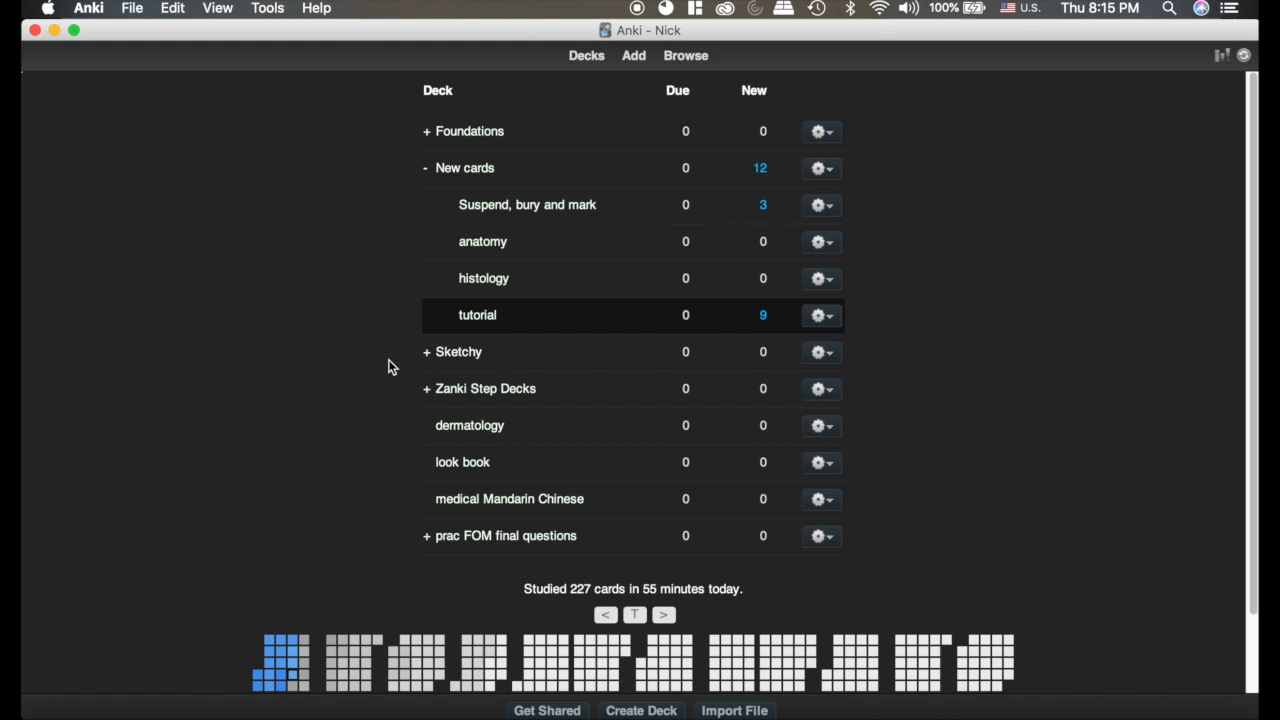 Anki File Edit View Tools Help 100% U.S. Thu 8:15 PM
Anki - Nick
Decks Add Browse
Deck Due New
+ Foundations 0 0
- New cards 0 12
Suspend, bury and mark 0 3
anatomy 0 0
histology 0 0
tutorial 0 9
+ Sketchy 0 0
+ Zanki Step Decks 0 0
dermatology 0 0
look book 0 0
medical Mandarin Chinese 0 0
+ prac FOM final questions 0 0
Studied 227 cards in 55 minutes today.
< T >
Get Shared Create Deck Import File